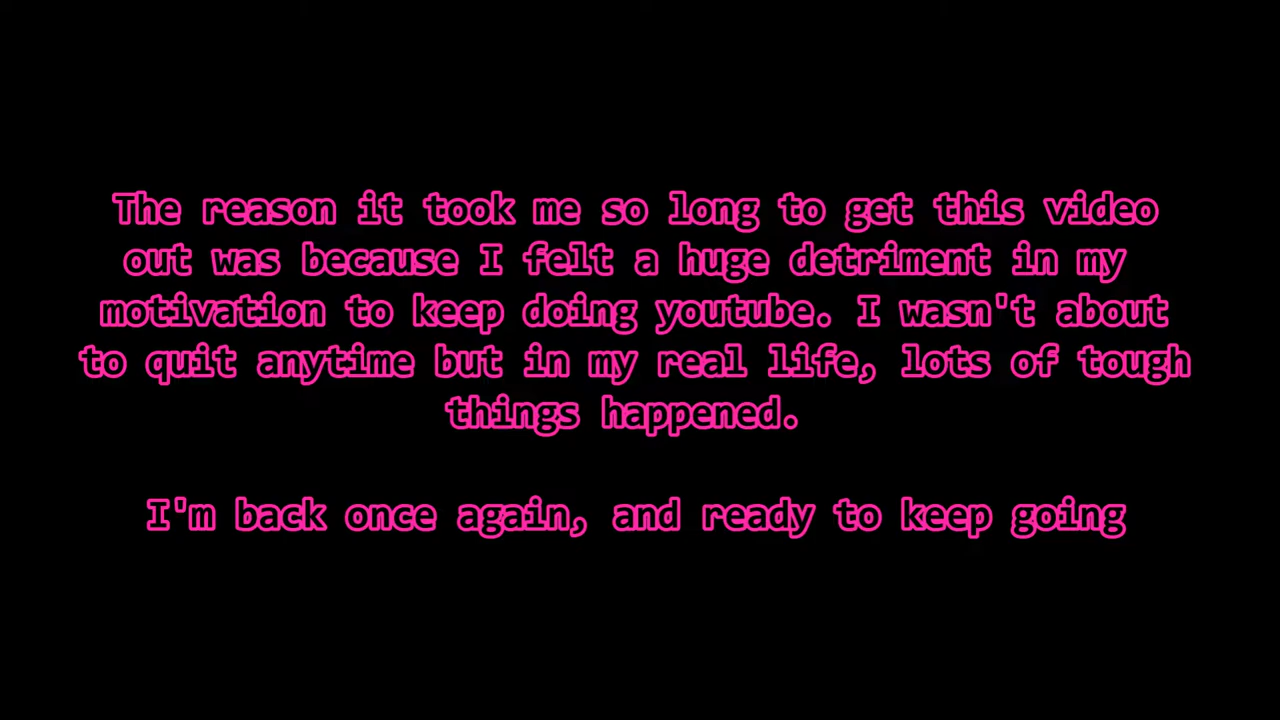 The reason it took me so long to get this video
out was because I felt a huge detriment in my
motivation to keep doing youtube. I wasn't about
to quit anytime but in my real life, lots of tough
things happened.
I'm back once again, and ready to keep going